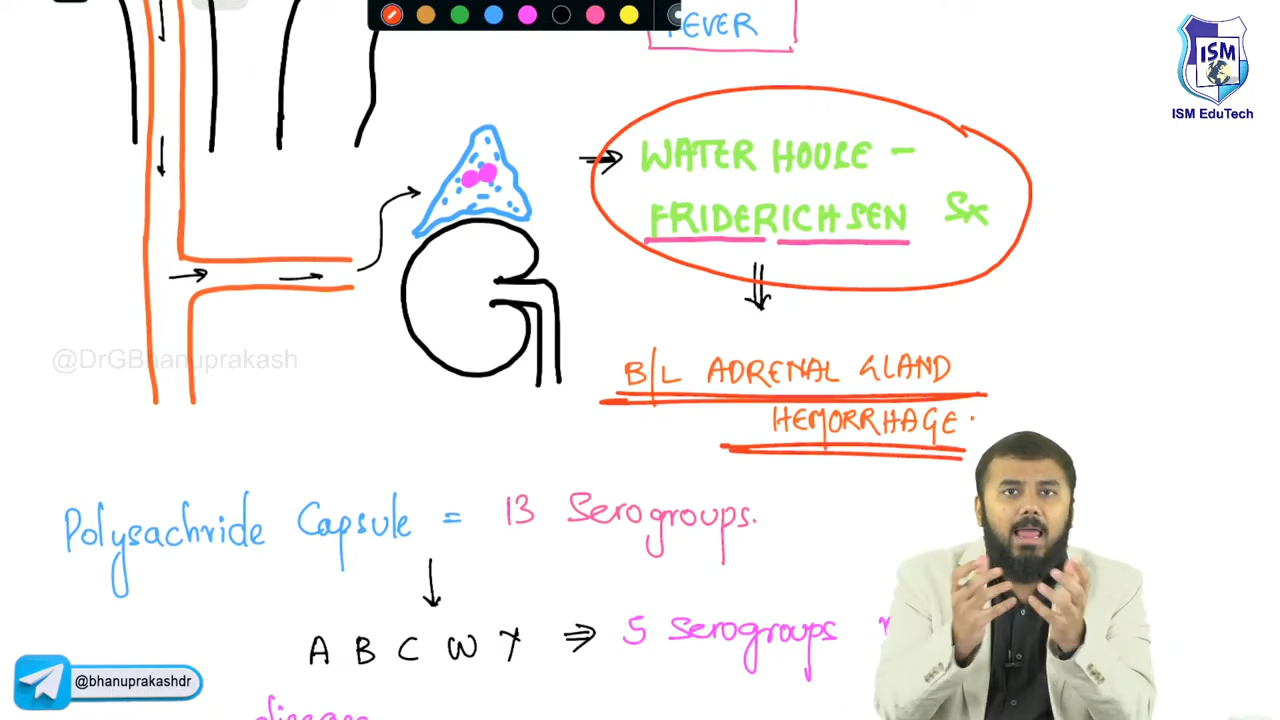 FEVER
ISM
ISM EduTech
WATER HOUSE -
FRIDERICHSEN Sx
@DrGBhanuprakash
B/L ADRENAL GLAND
HEMORRHAGE.
Polysachride Capsule = 13 Serogroups.
A B C W Y ⇒ 5 Serogroups
@bhanuprakashdr
disease